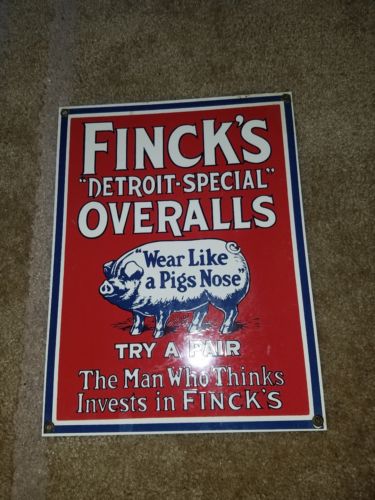 FINCK'S
"DETROIT-SPECIAL"
OVERALLS
"Wear Like
a Pigs Nose"
TRY A PAIR
The Man Who Thinks
Invests in FINCK'S